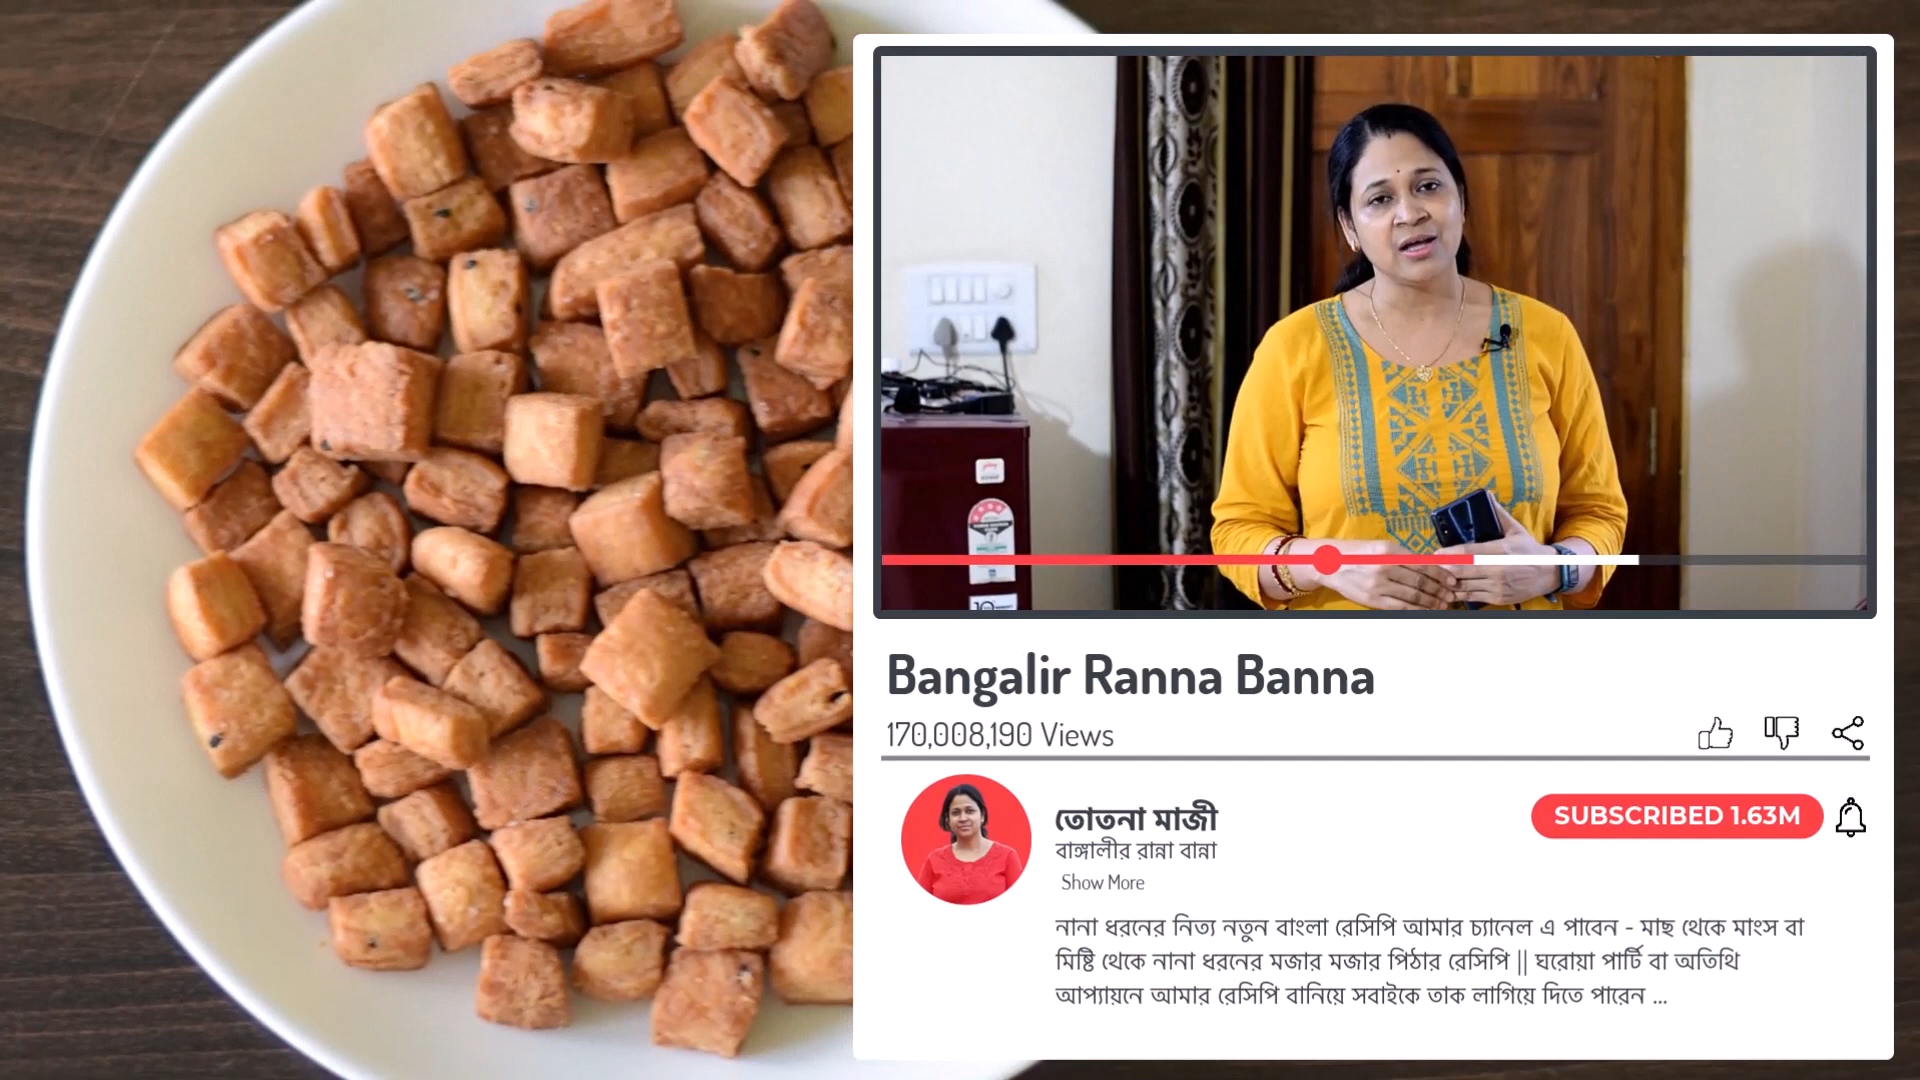 Bangalir Ranna Banna
170,008,190 Views
তোতনা মাজী
SUBSCRIBED 1.63M
বাঙ্গালীর রান্না বান্না
Show More
নানা ধরনের নিত্য নতুন বাংলা রেসিপি আমার চ্যানেল এ পাবেন - মাছ থেকে মাংস বা
মিষ্টি থেকে নানা ধরনের মজার মজার পিঠার রেসিপি || ঘরোয়া পার্টি বা অতিথি
আপ্যায়নে আমার রেসিপি বানিয়ে সবাইকে তাক লাগিয়ে দিতে পারেন ...